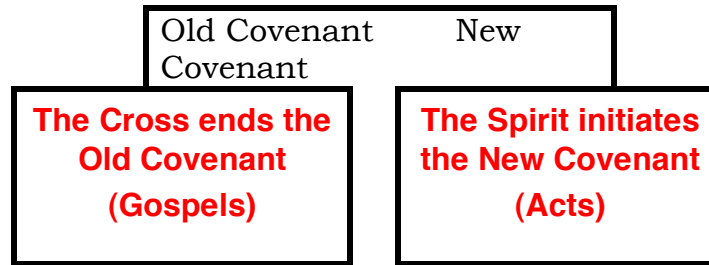 Old Covenant New
Covenant
The Cross ends the
Old Covenant
(Gospels)
The Spirit initiates
the New Covenant
(Acts)